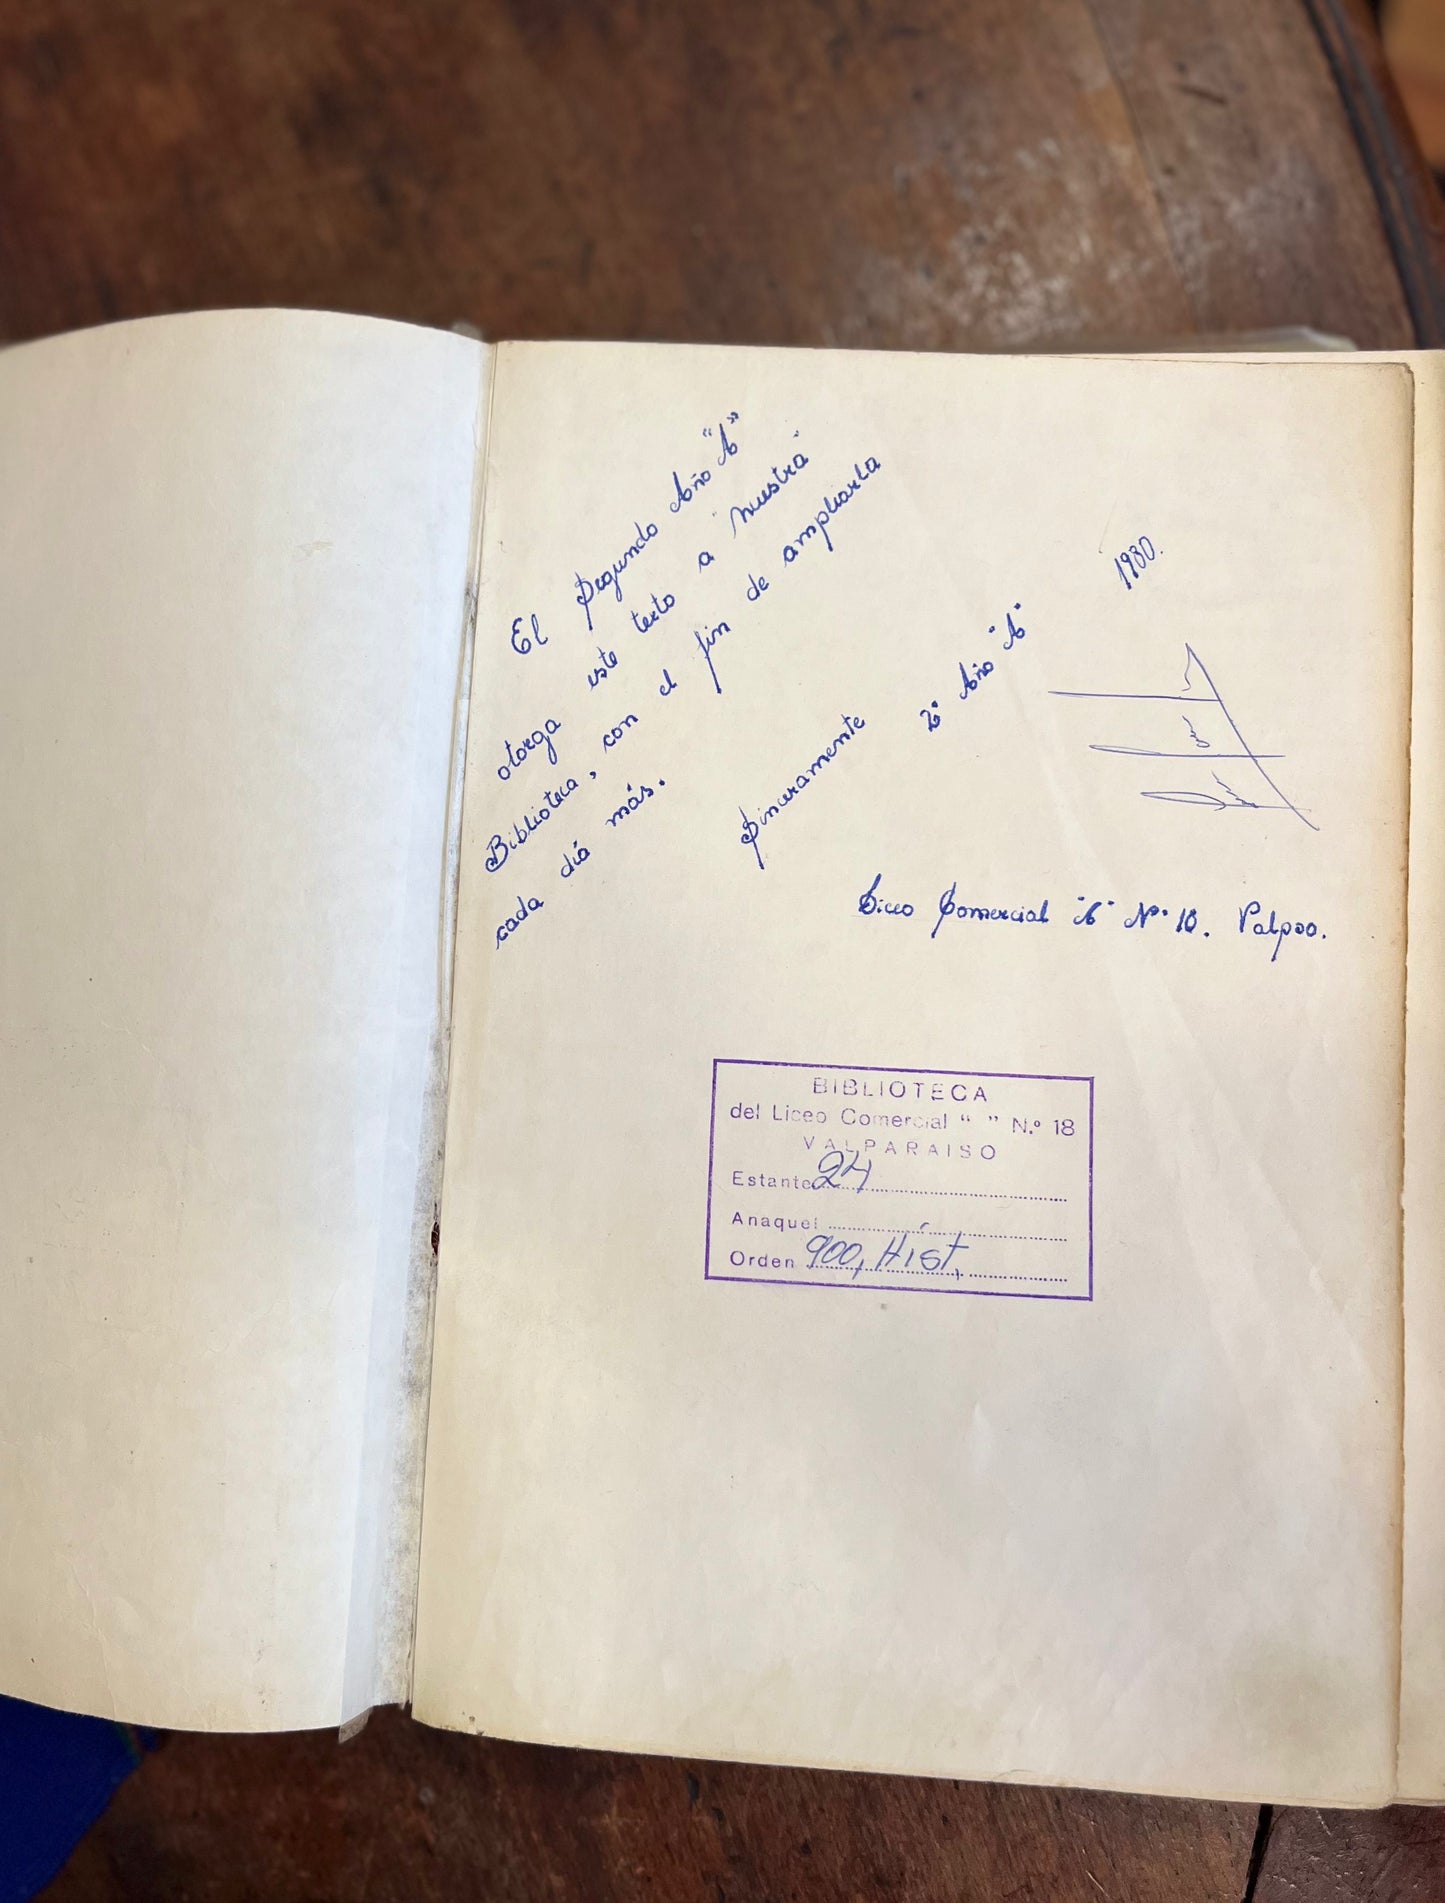 El Segundo Año "A"
otorga este texto a "nuestra"
Biblioteca, con el fin de ampliarla
cada día más.
Sinceramente 2° Año "A"
1980.
Liceo Comercial "A" N° 18. Valpso.
BIBLIOTECA
del Liceo Comercial " " N.º 18
VALPARAISO
Estante 24
Anaquel
Orden 900, Hist,